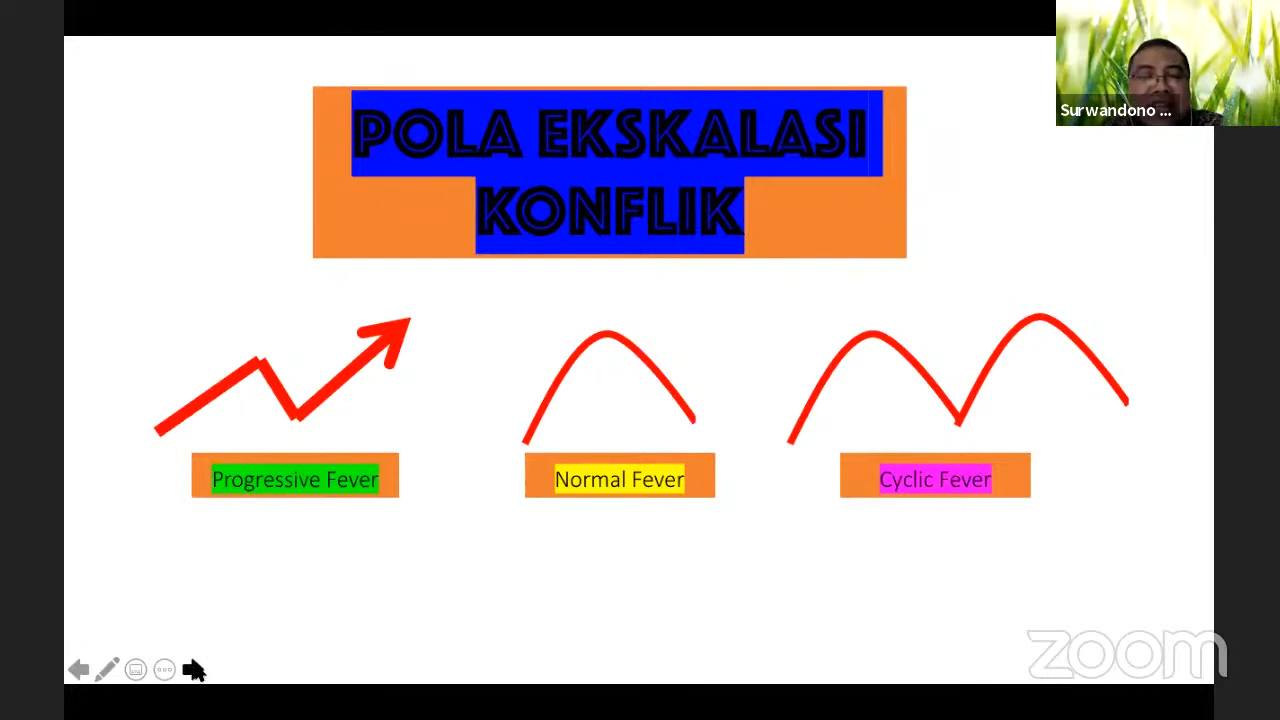 POLA EKSKALASI
KONFLIK
Surwandono ...
Progressive Fever
Normal Fever
Cyclic Fever
zoom